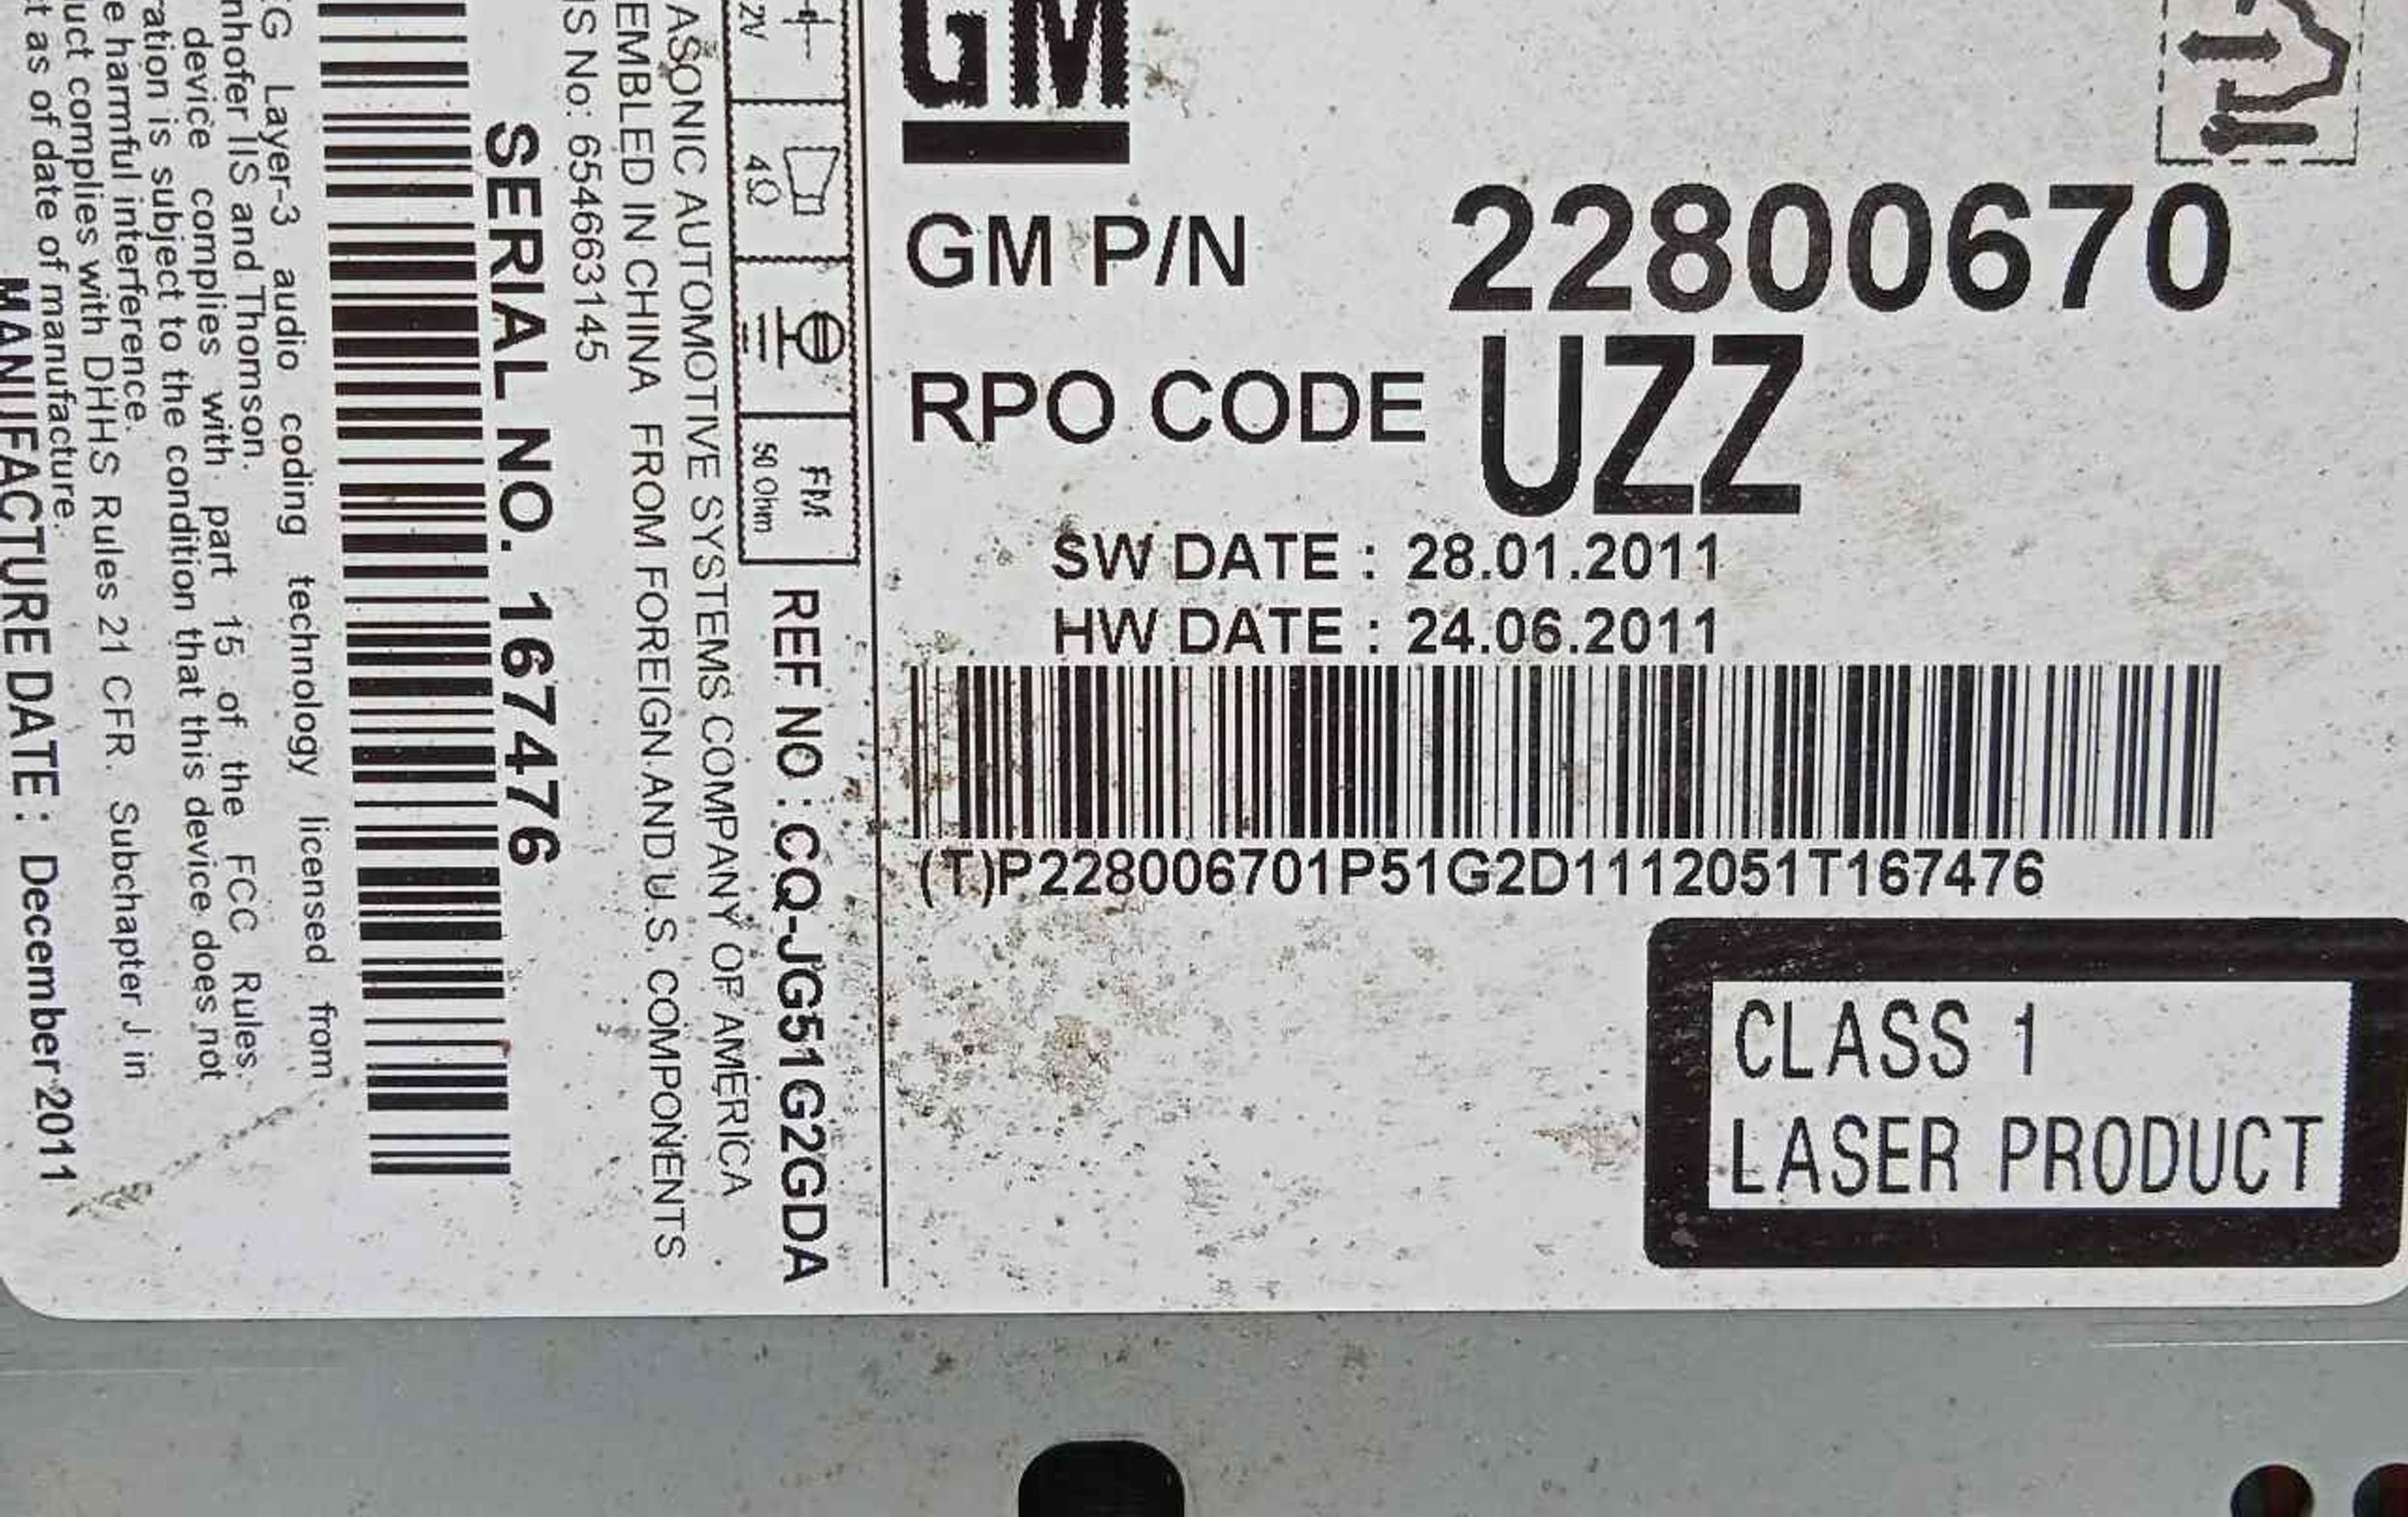 GM
GM P/N 22800670
RPO CODE UZZ
SW DATE : 28.01.2011
HW DATE : 24.06.2011
(T)P228006701P51G2D1112051T167476
CLASS 1
LASER PRODUCT
2V 4Ω FM 50 Ohm
REF NO : CQ-JG51G2GDA
ASONIC AUTOMOTIVE SYSTEMS COMPANY OF AMERICA
EMBLED IN CHINA FROM FOREIGN AND U.S. COMPONENTS
IS No: 654663145
SERIAL NO. 167476
G Layer-3 audio coding technology licensed from
nhofer IIS and Thomson.
device complies with part 15 of the FCC Rules.
ration is subject to the condition that this device does not
e harmful interference.
uct complies with DHHS Rules 21 CFR. Subchapter J in
t as of date of manufacture.
MANUFACTURE DATE : December 2011